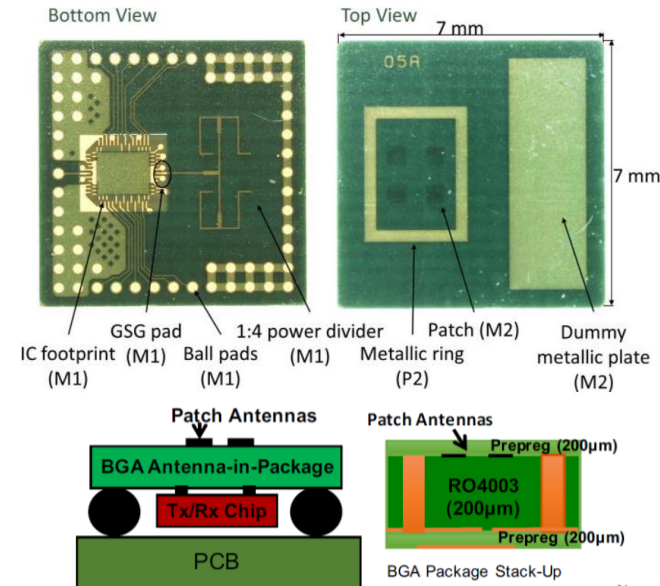 Bottom View
Top View
7 mm
05A
7 mm
GSG pad
(M1)
1:4 power divider
(M1)
Patch (M2)
IC footprint
(M1)
Ball pads
(M1)
Metallic ring
(P2)
Dummy
metallic plate
(M2)
Patch Antennas
BGA Antenna-in-Package
Tx/Rx Chip
PCB
Patch Antennas
Prepreg (200µm)
RO4003
(200µm)
Prepreg (200µm)
BGA Package Stack-Up